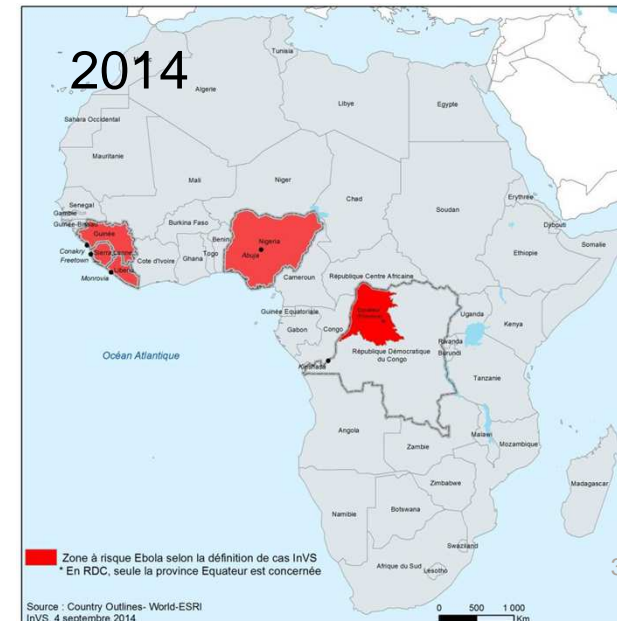 2014
Tunisie
Algerie
Libye
Egypte
Sahara Occidental
Mauritanie
Mali
Niger
Tchad
Soudan
Erythrée
Djibouti
Somalie
Ethiopie
Senegal
Gambie
Guinée-Bissau
Guinée
Conakry
Freetown
Sierra Leone
Liberia
Monrovia
Cote d'Ivoire
Burkina Faso
Ghana
Togo
Benin
Nigeria
Abuja
Cameroun
République Centre Africaine
Guinée Equatoriale
Gabon
Congo
Kinshasa
République Démocratique
du Congo
Uganda
Rwanda
Burundi
Kenya
Tanzanie
Océan Atlantique
Angola
Zambie
Malawi
Mozambique
Zimbabwe
Madagascar
Namibie
Botswana
Swaziland
Afrique du Sud
Lesotho
Zone à risque Ebola selon la définition de cas InVS
* En RDC, seule la province Equateur est concernée
Source : Country Outlines- World-ESRI
InVS, 4 septembre 2014
0 500 1 000
Km